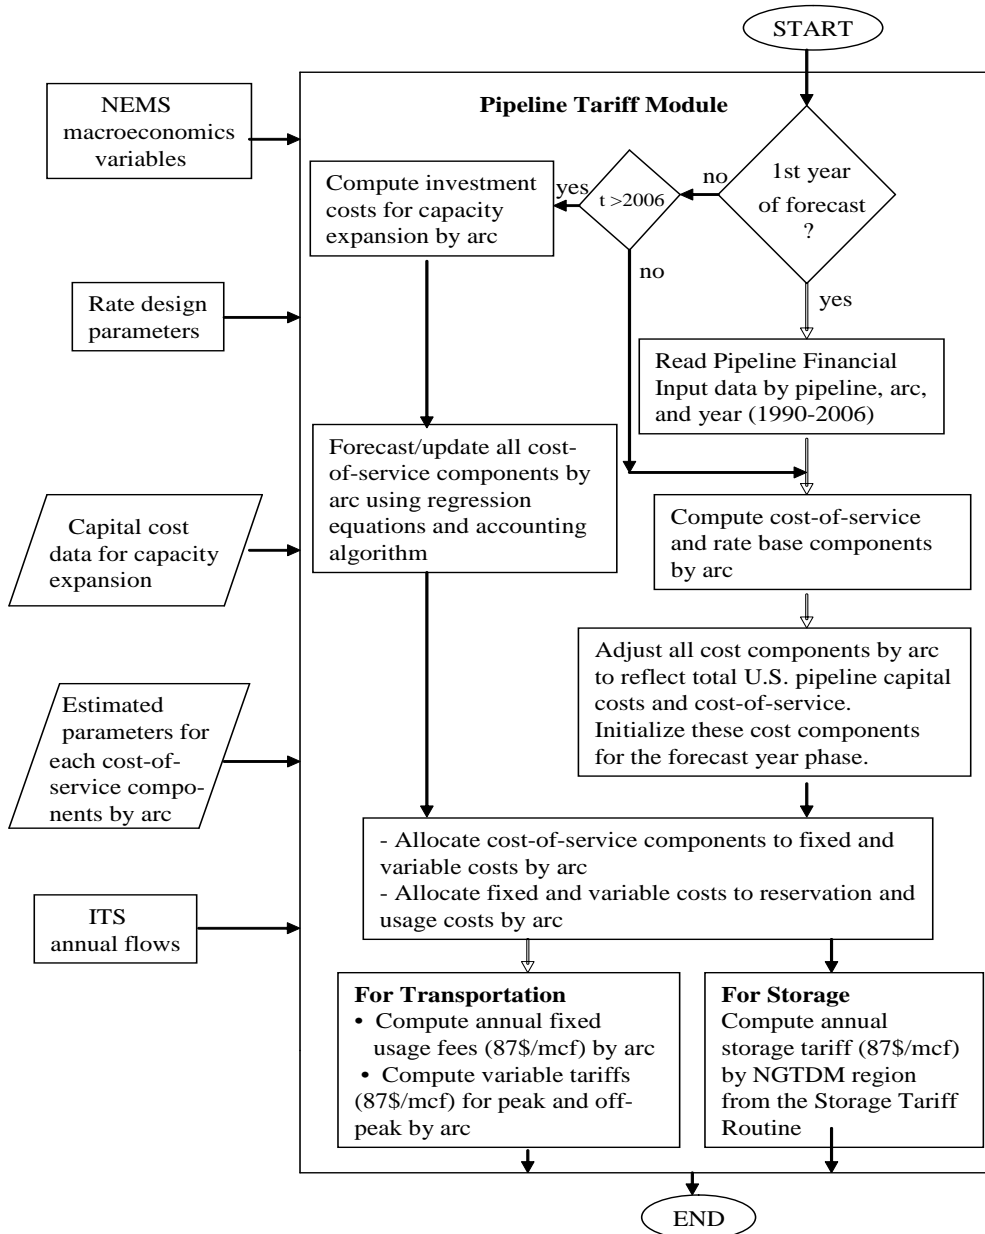 START
Pipeline Tariff Module
NEMS
macroeconomics
variables
1st year
of forecast
?
no
t >2006
yes
no
yes
Compute investment
costs for capacity
expansion by arc
Rate design
parameters
Read Pipeline Financial
Input data by pipeline, arc,
and year (1990-2006)
Forecast/update all cost-
of-service components by
arc using regression
equations and accounting
algorithm
Capital cost
data for capacity
expansion
Compute cost-of-service
and rate base components
by arc
Adjust all cost components by arc
to reflect total U.S. pipeline capital
costs and cost-of-service.
Initialize these cost components
for the forecast year phase.
Estimated
parameters for
each cost-of-
service compo-
nents by arc
- Allocate cost-of-service components to fixed and
variable costs by arc
- Allocate fixed and variable costs to reservation and
usage costs by arc
ITS
annual flows
For Transportation
• Compute annual fixed
usage fees (87$/mcf) by arc
• Compute variable tariffs
(87$/mcf) for peak and off-
peak by arc
For Storage
Compute annual
storage tariff (87$/mcf)
by NGTDM region
from the Storage Tariff
Routine
END